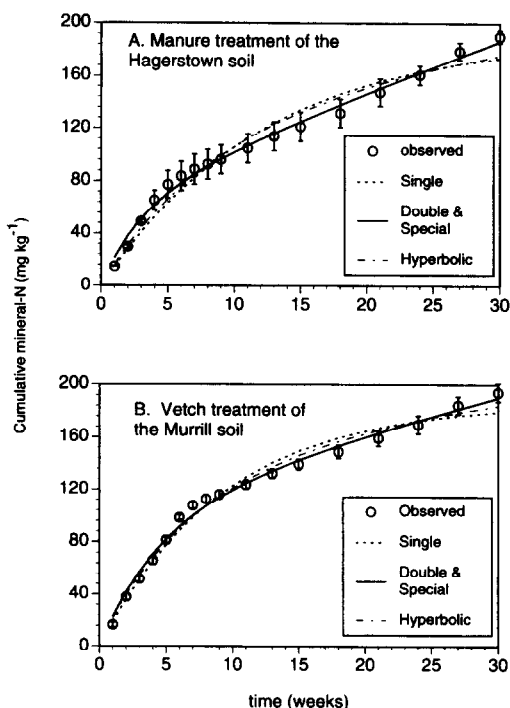 Cumulative mineral-N (mg kg⁻¹)
200
160
120
80
40
0
A. Manure treatment of the
Hagerstown soil
observed
Single
Double &
Special
Hyperbolic
0 5 10 15 20 25 30
200
160
120
80
40
0
B. Vetch treatment of
the Murrill soil
Observed
Single
Double &
Special
Hyperbolic
0 5 10 15 20 25 30
time (weeks)